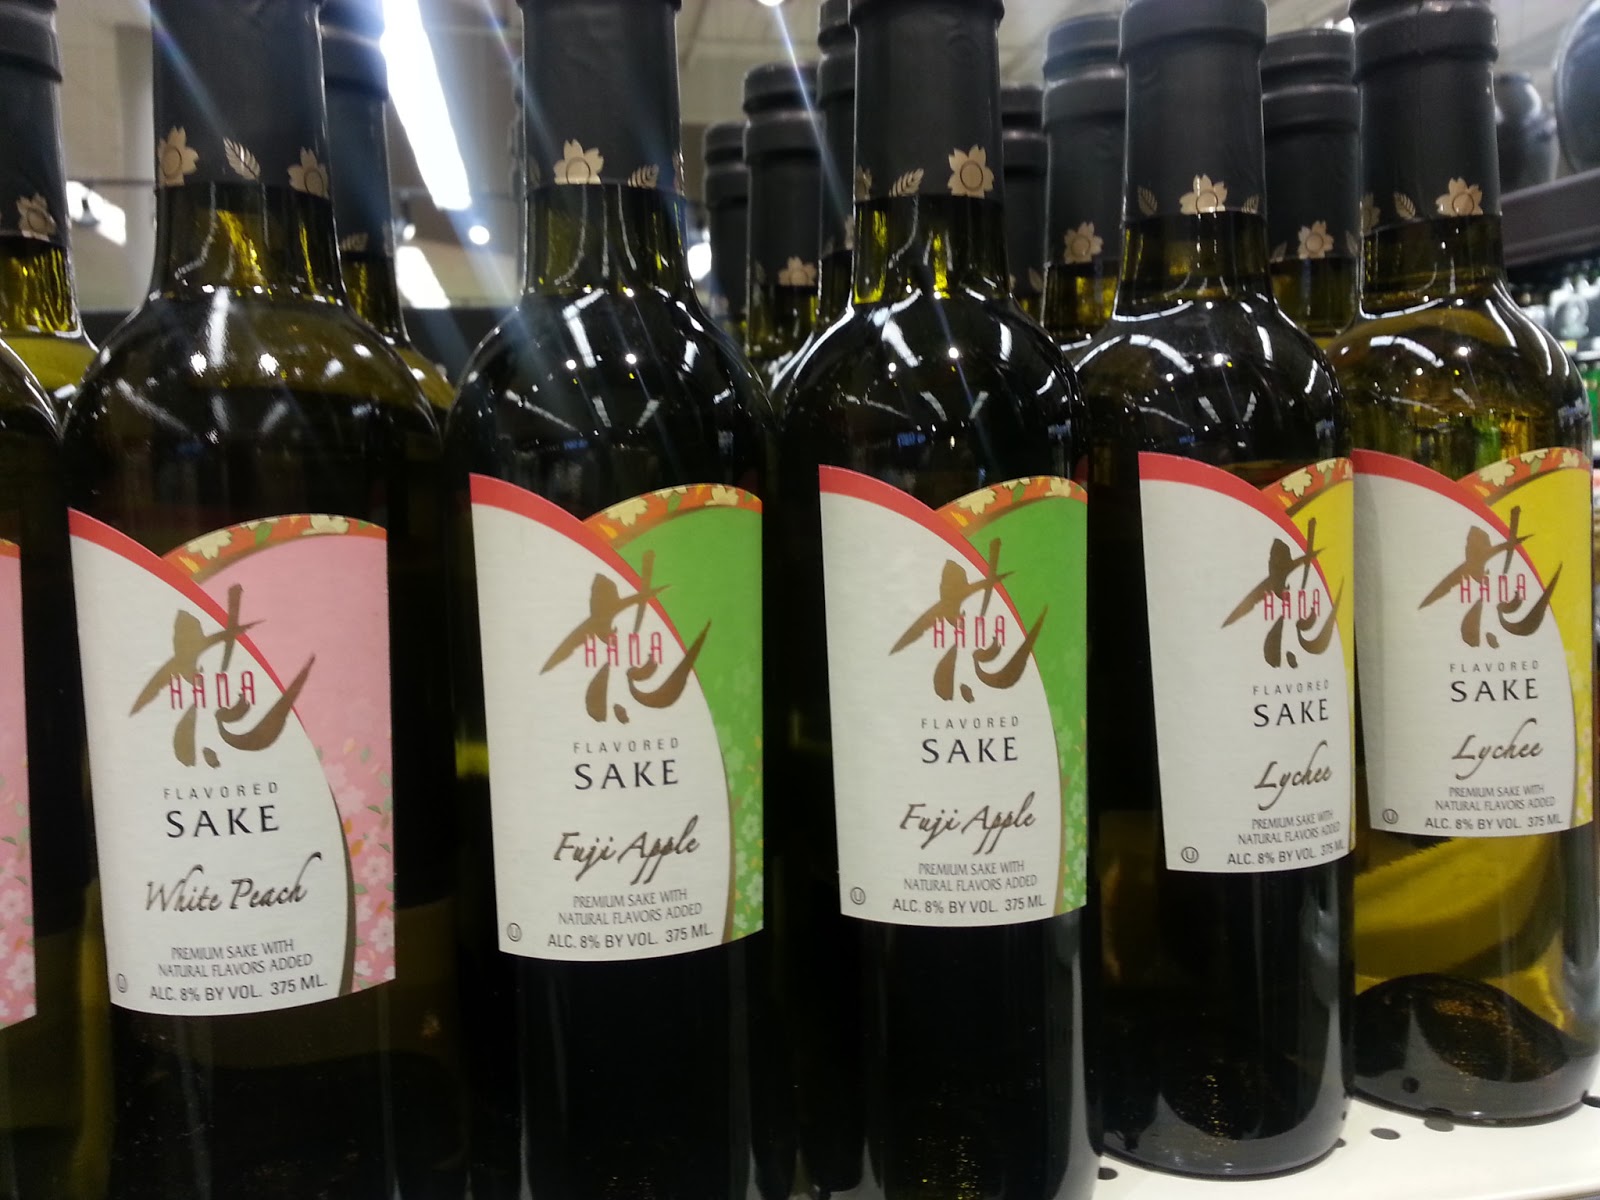 花
HANA
FLAVORED
SAKE
White Peach
PREMIUM SAKE WITH
NATURAL FLAVORS ADDED
U
ALC. 8% BY VOL. 375 ML.
花
HANA
FLAVORED
SAKE
Fuji Apple
PREMIUM SAKE WITH
NATURAL FLAVORS ADDED
U
ALC. 8% BY VOL. 375 ML.
花
HANA
FLAVORED
SAKE
Fuji Apple
PREMIUM SAKE WITH
NATURAL FLAVORS ADDED
U
ALC. 8% BY VOL. 375 ML.
花
HANA
FLAVORED
SAKE
Lychee
PREMIUM SAKE WITH
NATURAL FLAVORS ADDED
U
ALC. 8% BY VOL. 375 ML.
花
HANA
FLAVORED
SAKE
Lychee
PREMIUM SAKE WITH
NATURAL FLAVORS ADDED
U
ALC. 8% BY VOL. 375 ML.